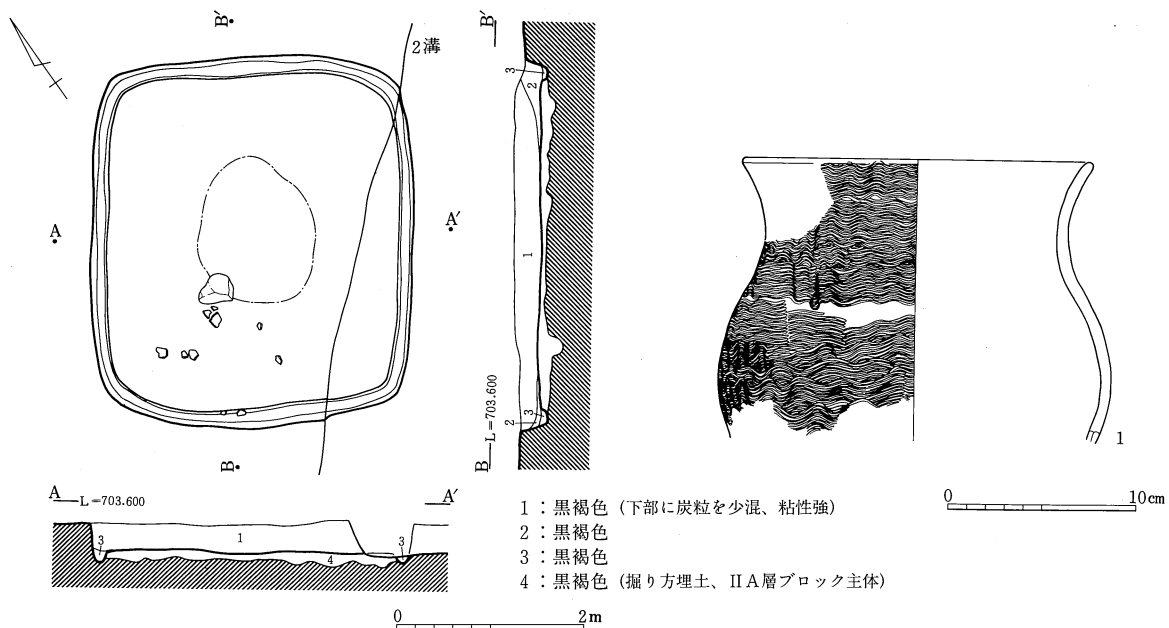 B′
2溝
A
A′
B
B′
3
2
1
3
2
B
L=703.600
1
A
L=703.600
A′
3
1
3
4
0
2m
1：黒褐色（下部に炭粒を少混、粘性強）
2：黒褐色
3：黒褐色
4：黒褐色（掘り方埋土、ⅡA層ブロック主体）
0
10cm